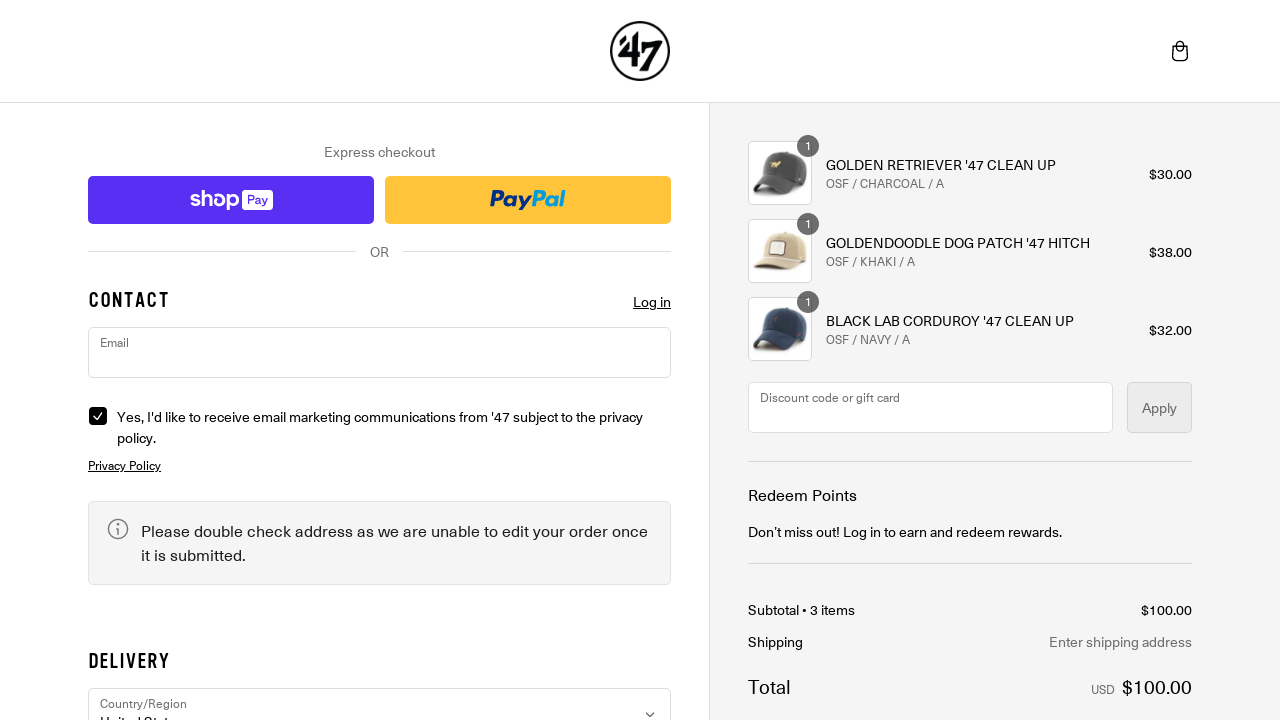 '47
Express checkout
shop Pay
PayPal
OR
CONTACT
Log in
Email
Yes, I'd like to receive email marketing communications from '47 subject to the privacy
policy.
Privacy Policy
Please double check address as we are unable to edit your order once
it is submitted.
DELIVERY
Country/Region
United States
1
GOLDEN RETRIEVER '47 CLEAN UP
OSF / CHARCOAL / A
$30.00
1
GOLDENDOODLE DOG PATCH '47 HITCH
OSF / KHAKI / A
$38.00
1
BLACK LAB CORDUROY '47 CLEAN UP
OSF / NAVY / A
$32.00
Discount code or gift card
Apply
Redeem Points
Don't miss out! Log in to earn and redeem rewards.
Subtotal • 3 items
$100.00
Shipping
Enter shipping address
Total
USD $100.00